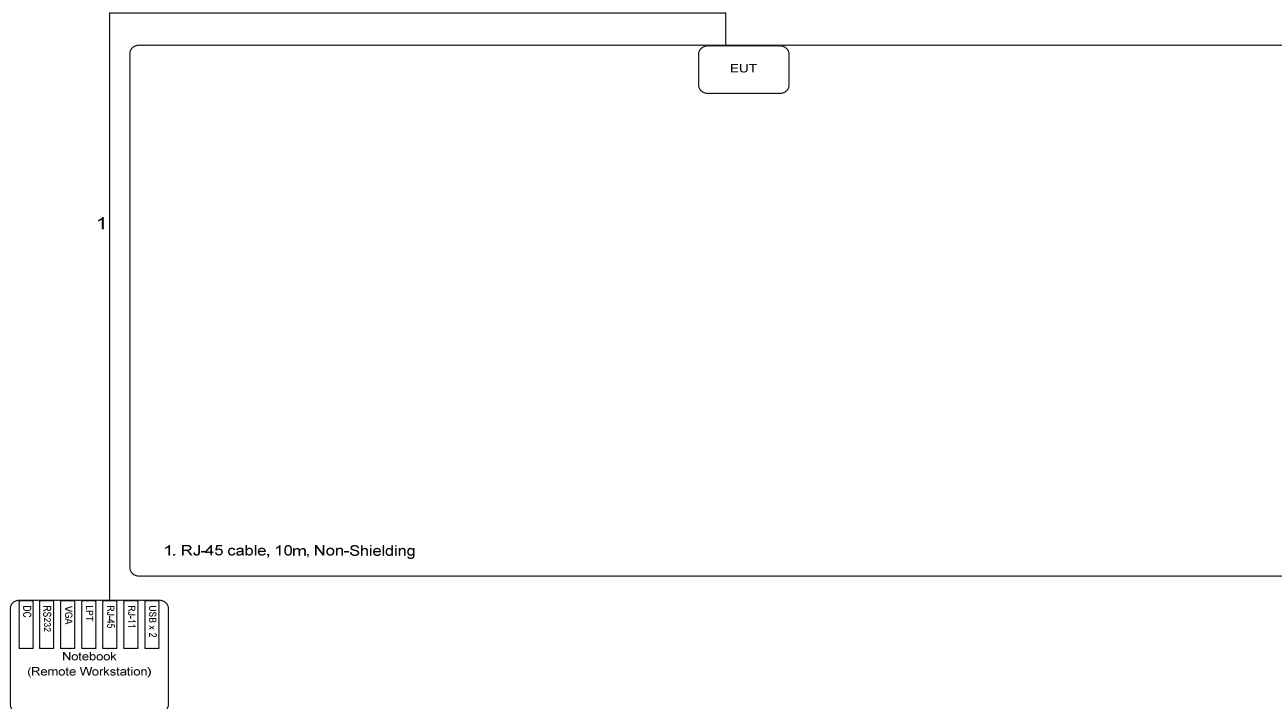 EUT
1
1. RJ-45 cable, 10m, Non-Shielding
DC
RS232
VGA
LPT
RJ-45
RJ-11
USB x 2
Notebook
(Remote Workstation)